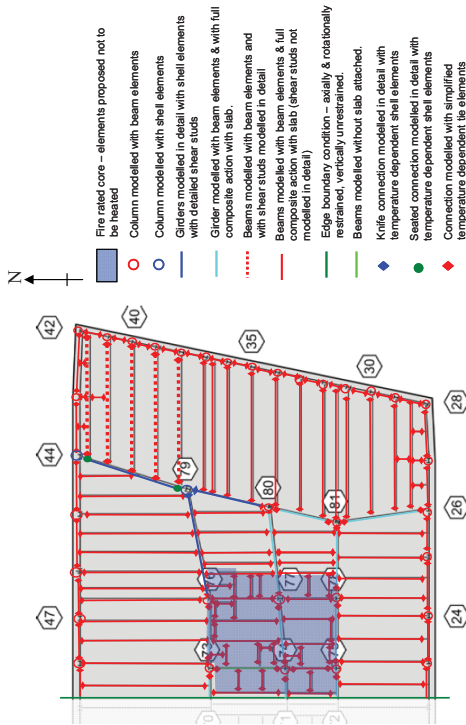 N
42
40
44
35
79
47
30
80
28
81
76
77
26
73
24
Fire rated core – elements proposed not to
be heated
Column modelled with beam elements
Column modelled with shell elements
Girders modelled in detail with shell elements
with detailed shear studs
Girder modelled with beam elements & with full
composite action with slab.
Beams modelled with beam elements and
with shear studs modelled in detail
Beams modelled with beam elements & full
composite action with slab (shear studs not
modelled in detail)
Edge boundary condition – axially & rotationally
restrained, vertically unrestrained.
Beams modelled without slab attached.
Knife connection modelled in detail with
temperature dependent shell elements
Seated connection modelled in detail with
temperature dependent shell elements
Connection modelled with simplified
temperature dependent tie elements